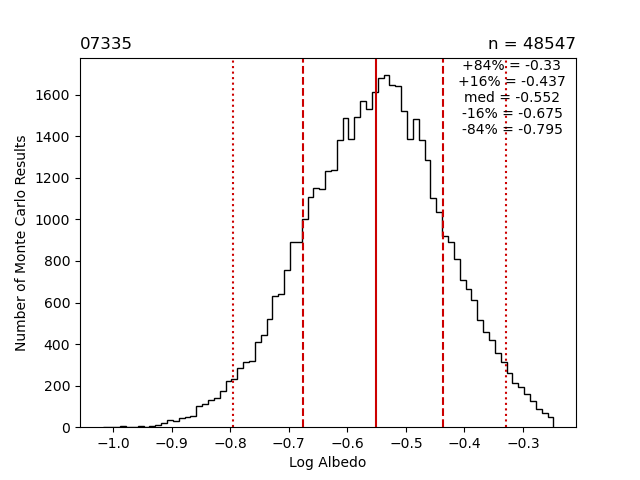 07335
n = 48547
+84% = -0.33
+16% = -0.437
med = -0.552
-16% = -0.675
-84% = -0.795
Number of Monte Carlo Results
1600
1400
1200
1000
800
600
400
200
0
−1.0 −0.9 −0.8 −0.7 −0.6 −0.5 −0.4 −0.3
Log Albedo